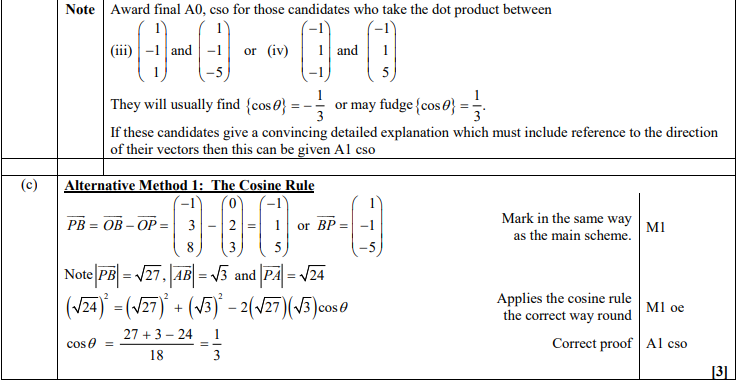 Note Award final A0, cso for those candidates who take the dot product between
(iii) (1 −1 1) and (1 −1 −5) or (iv) (−1 1 −1) and (−1 1 5)
They will usually find {cos θ} = −1/3 or may fudge {cos θ} = 1/3.
If these candidates give a convincing detailed explanation which must include reference to the direction
of their vectors then this can be given A1 cso
(c) Alternative Method 1: The Cosine Rule
PB = OB − OP = (−1 3 8) − (0 2 3) = (−1 1 5) or BP = (1 −1 −5) Mark in the same way as the main scheme. M1
Note |PB| = √27, |AB| = √3 and |PA| = √24
(√24)² = (√27)² + (√3)² − 2(√27)(√3)cos θ Applies the cosine rule the correct way round M1 oe
cos θ = (27 + 3 − 24)/18 = 1/3 Correct proof A1 cso
[3]